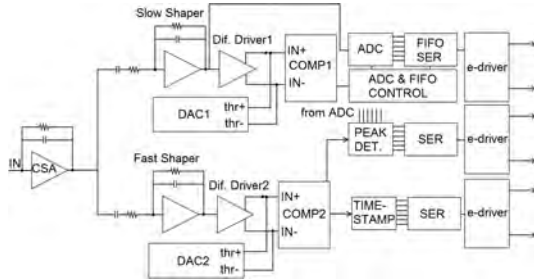 Slow Shaper
Dif. Driver1
IN+
COMP1
IN-
ADC
FIFO
SER
ADC & FIFO
CONTROL
e-driver
DAC1
thr+
thr-
from ADC
PEAK
DET.
SER
e-driver
IN
CSA
Fast Shaper
Dif. Driver2
IN+
COMP2
IN-
TIME-
STAMP
SER
e-driver
DAC2
thr+
thr-